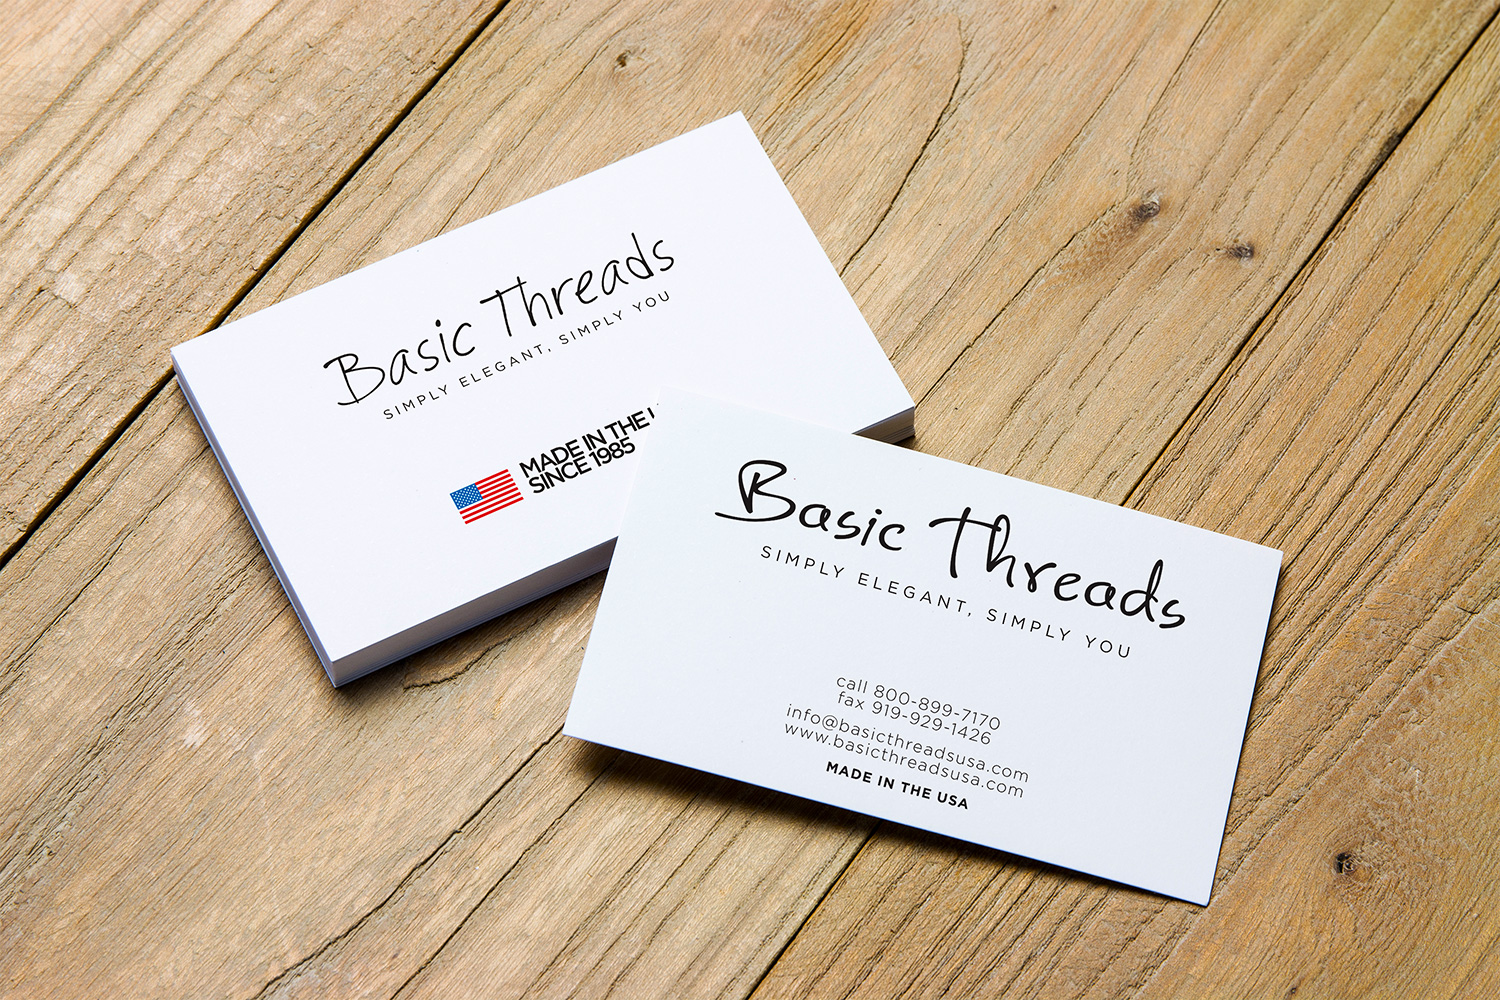 Basic Threads
SIMPLY ELEGANT, SIMPLY YOU
MADE IN THE
SINCE 1985
Basic Threads
SIMPLY ELEGANT, SIMPLY YOU
call 800-899-7170
fax 919-929-1426
info@basicthreadsusa.com
www.basicthreadsusa.com
MADE IN THE USA